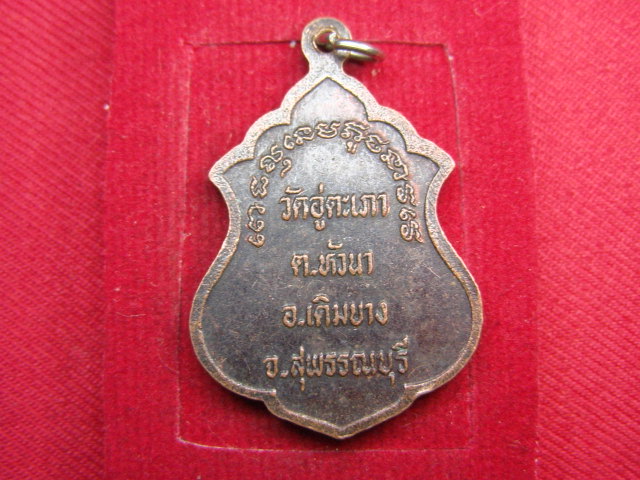 วัดอู่ตะเภา
ต.หัวนา
อ.เดิมบาง
จ.สุพรรณบุรี